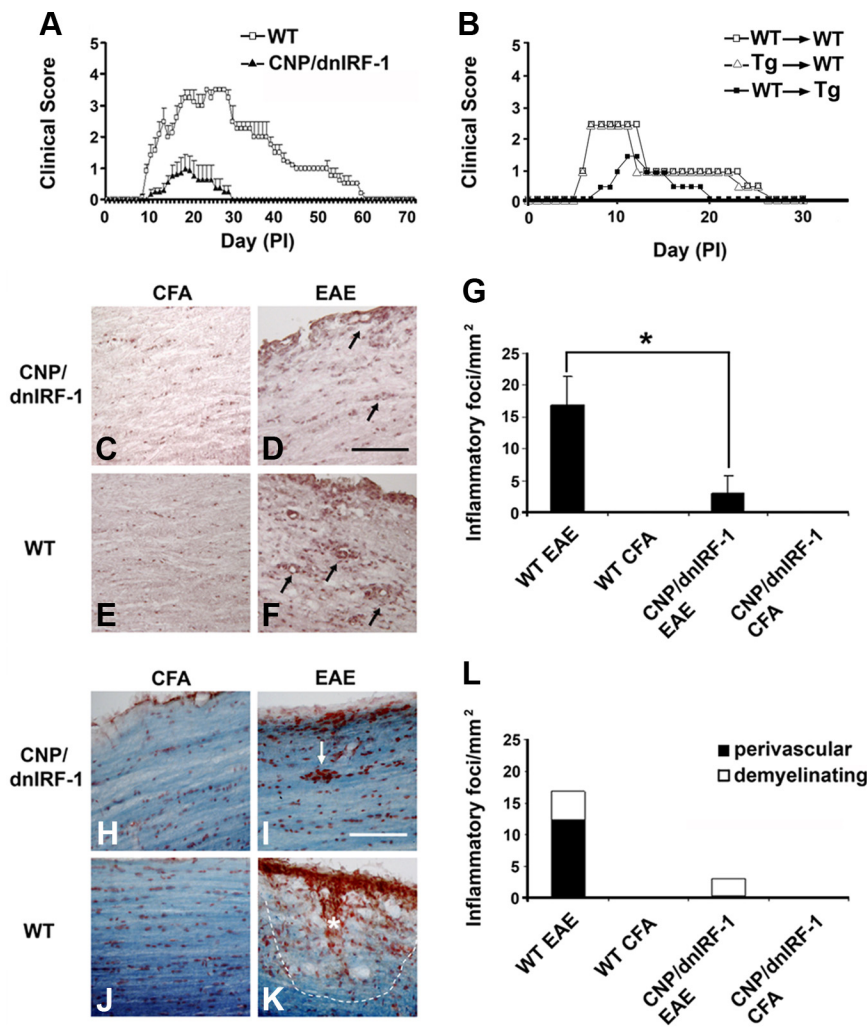 A
WT
CNP/dnIRF-1
Clinical Score
5
4
3
2
1
0
0 10 20 30 40 50 60 70
Day (PI)
B
WT→WT
Tg→WT
WT→Tg
Clinical Score
5
4
3
2
1
0
0 10 20 30
Day (PI)
CFA EAE
CNP/
dnIRF-1
C D
WT
E F
G
Inflammatory foci/mm²
25
20
15
10
5
0
*
WT EAE
WT CFA
CNP/dnIRF-1
EAE
CNP/dnIRF-1
CFA
CFA EAE
CNP/
dnIRF-1
H I
WT
J K
*
L
Inflammatory foci/mm²
25
20
15
10
5
0
perivascular
demyelinating
WT EAE
WT CFA
CNP/dnIRF-1
EAE
CNP/dnIRF-1
CFA